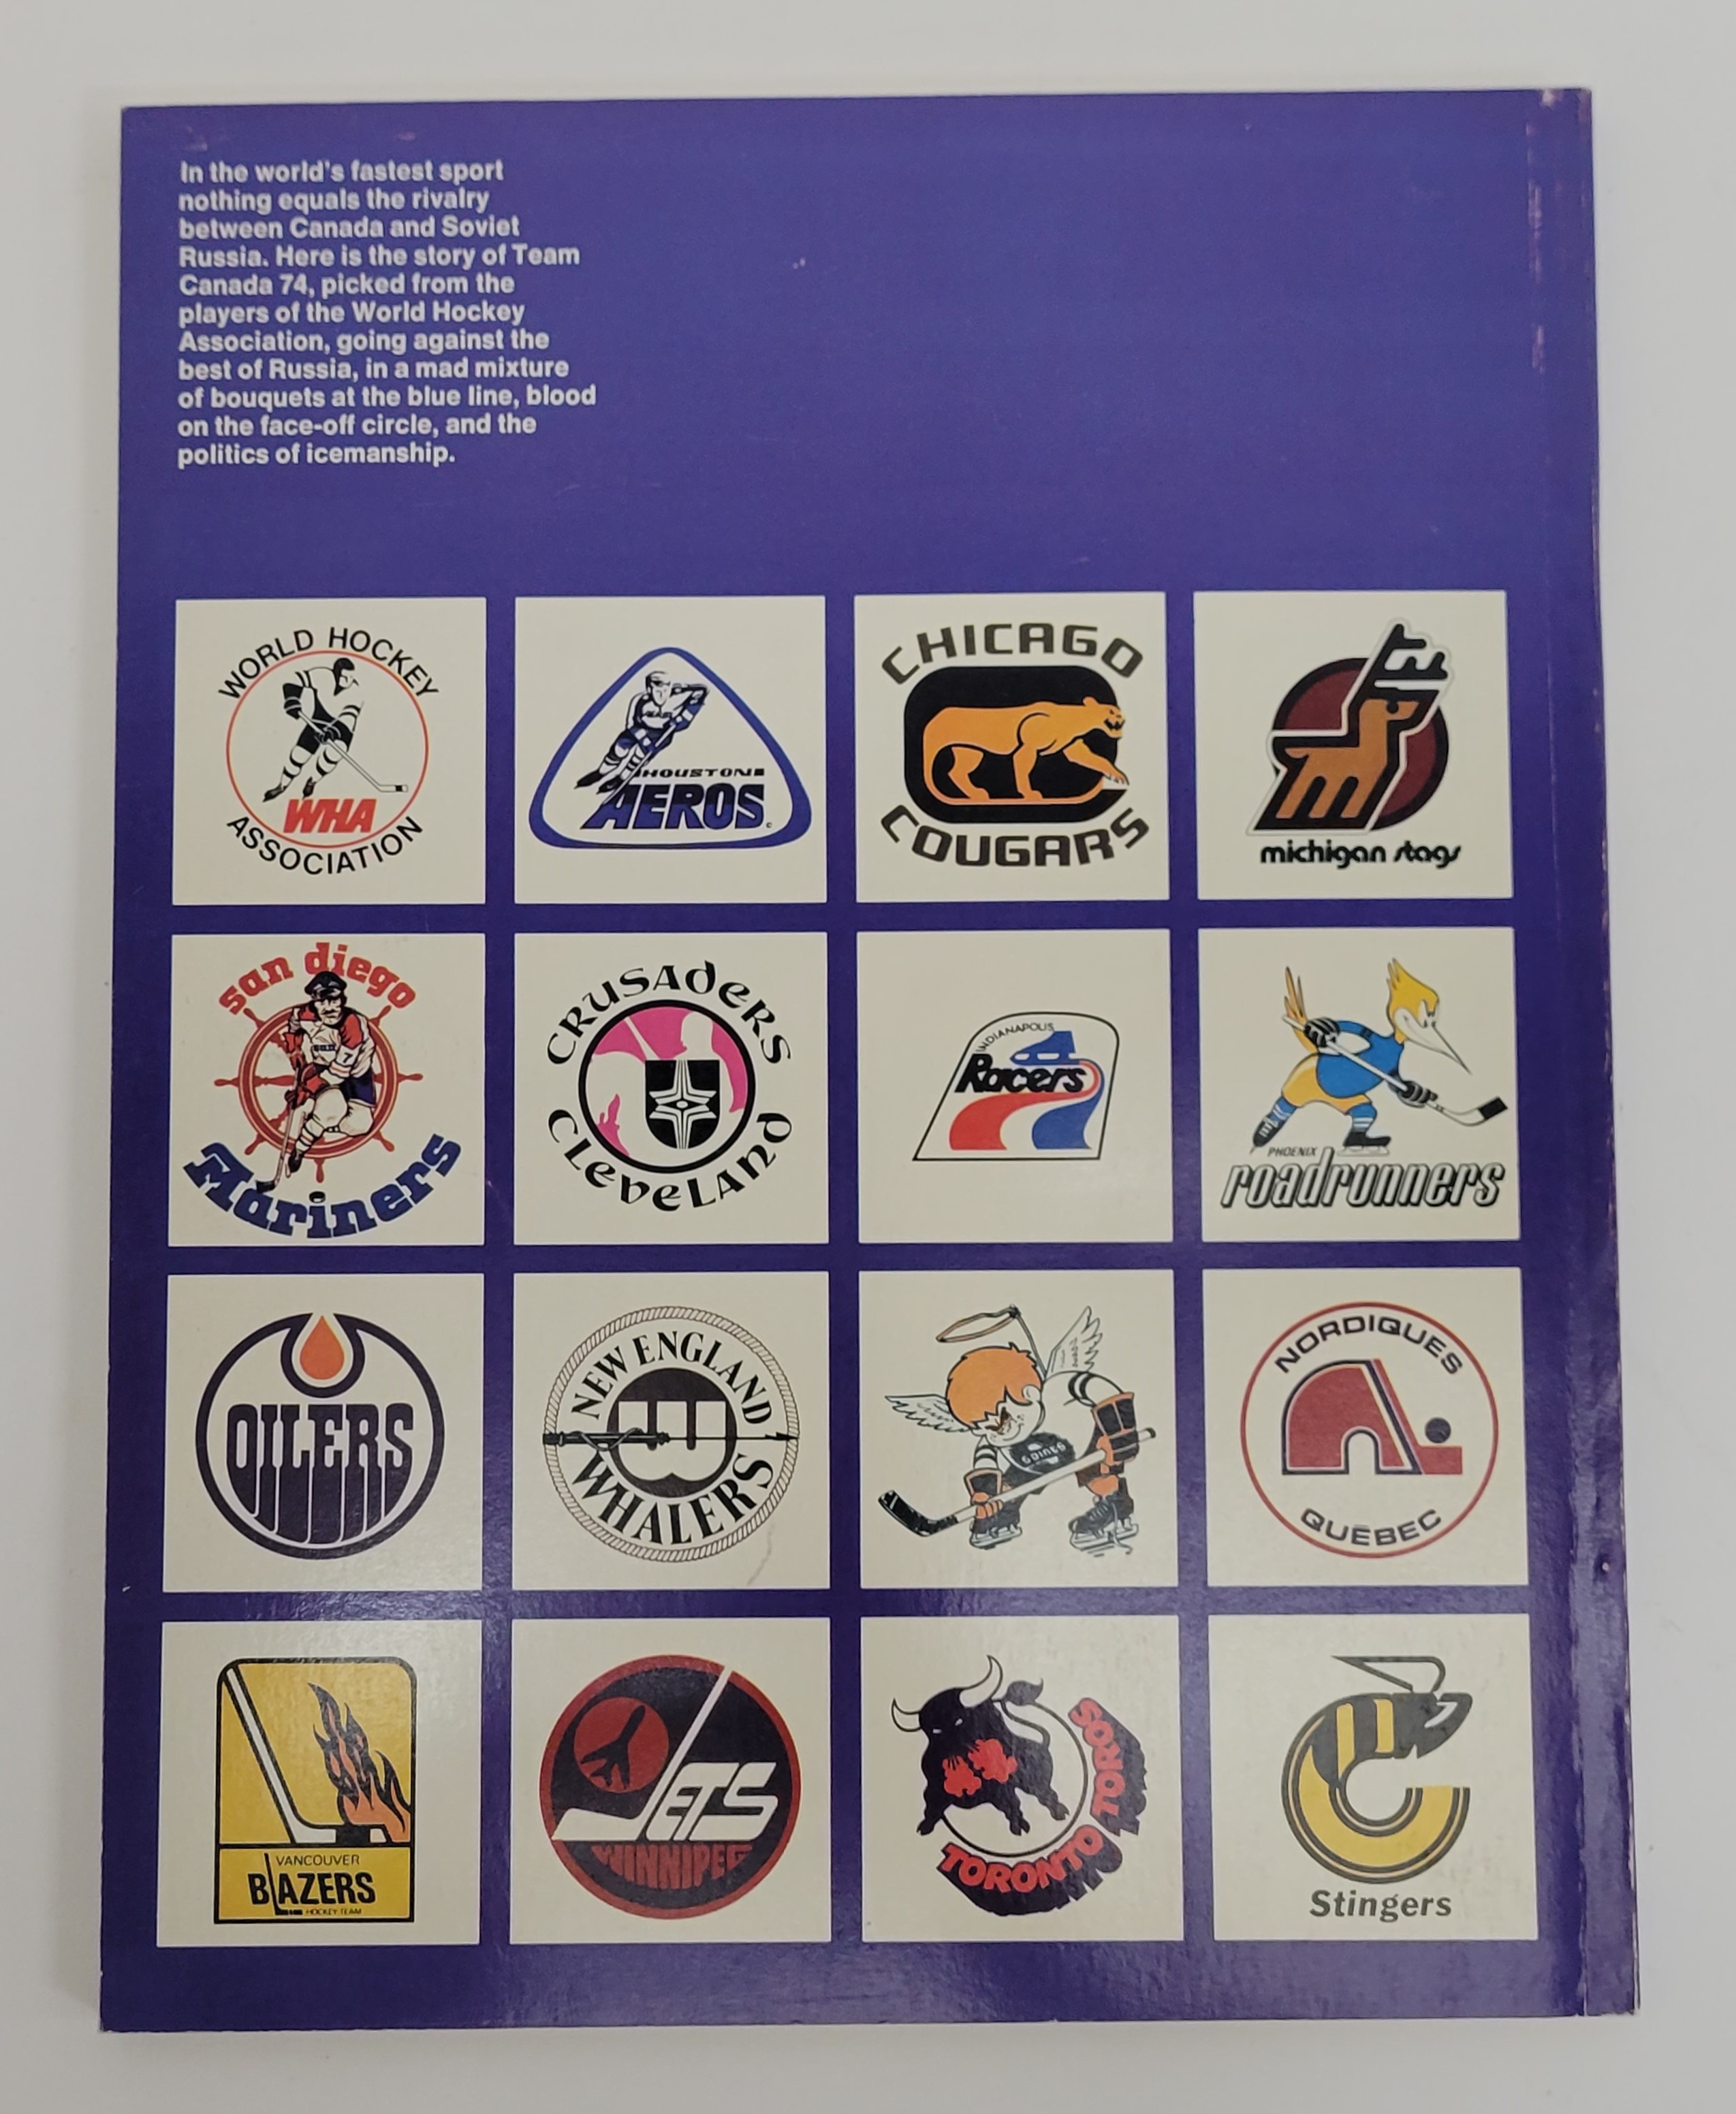 In the world's fastest sport
nothing equals the rivalry
between Canada and Soviet
Russia. Here is the story of Team
Canada 74, picked from the
players of the World Hockey
Association, going against the
best of Russia, in a mad mixture
of bouquets at the blue line, blood
on the face-off circle, and the
politics of icemanship.
WORLD HOCKEY
WHA
ASSOCIATION
HOUSTON
AEROS
CHICAGO
COUGARS
michigan stags
san diego
Mariners
CRUSADERS
CLEVELAND
INDIANAPOLIS
Racers
PHOENIX
roadrunners
OILERS
NEW ENGLAND
WHALERS
NORDIQUES
QUÉBEC
VANCOUVER
BLAZERS
HOCKEY TEAM
JETS
WINNIPEG
TORONTO TOROS
Stingers